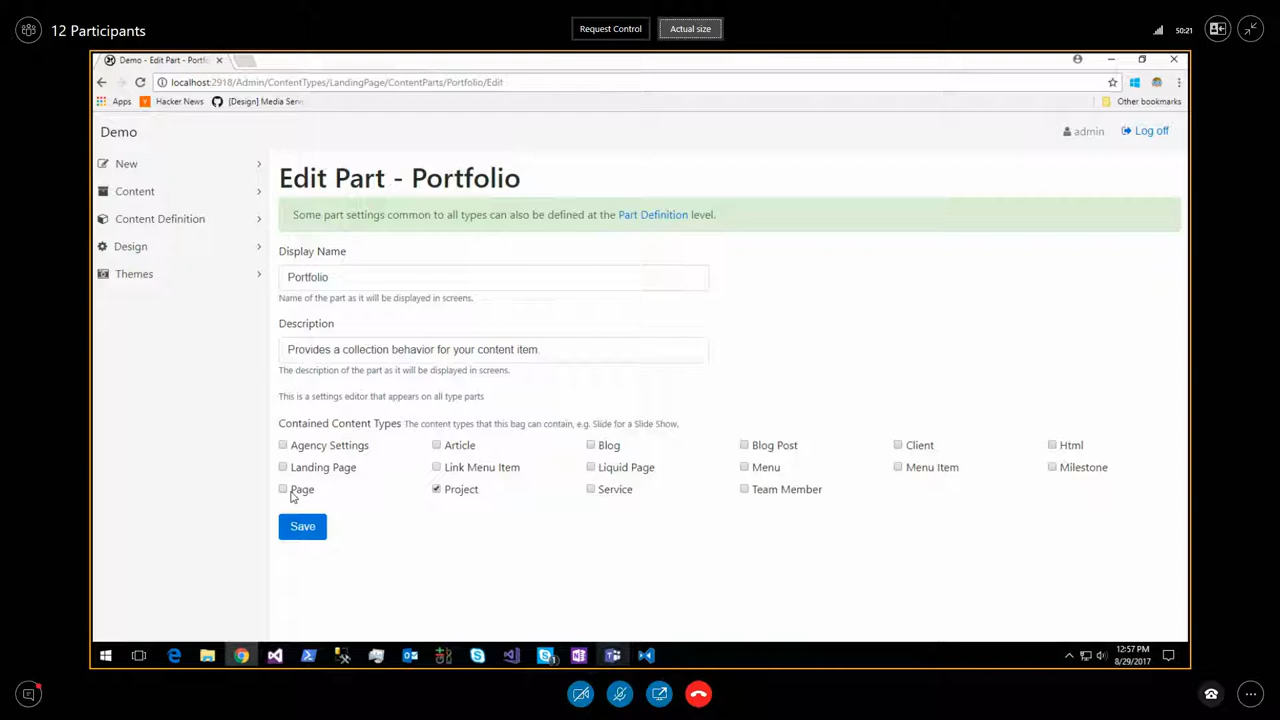 12 Participants
Request Control
Actual size
50:21
Demo - Edit Part - Portfo
localhost:2918/Admin/ContentTypes/LandingPage/ContentParts/Portfolio/Edit
Apps
Hacker News
[Design] Media Serv
Other bookmarks
Demo
admin
Log off
New
Content
Content Definition
Design
Themes
Edit Part - Portfolio
Some part settings common to all types can also be defined at the Part Definition level.
Display Name
Portfolio
Name of the part as it will be displayed in screens.
Description
Provides a collection behavior for your content item.
The description of the part as it will be displayed in screens.
This is a settings editor that appears on all type parts
Contained Content Types The content types that this bag can contain, e.g. Slide for a Slide Show.
Agency Settings Article Blog Blog Post Client Html
Landing Page Link Menu Item Liquid Page Menu Menu Item Milestone
Page Project Service Team Member
Save
12:57 PM
8/29/2017